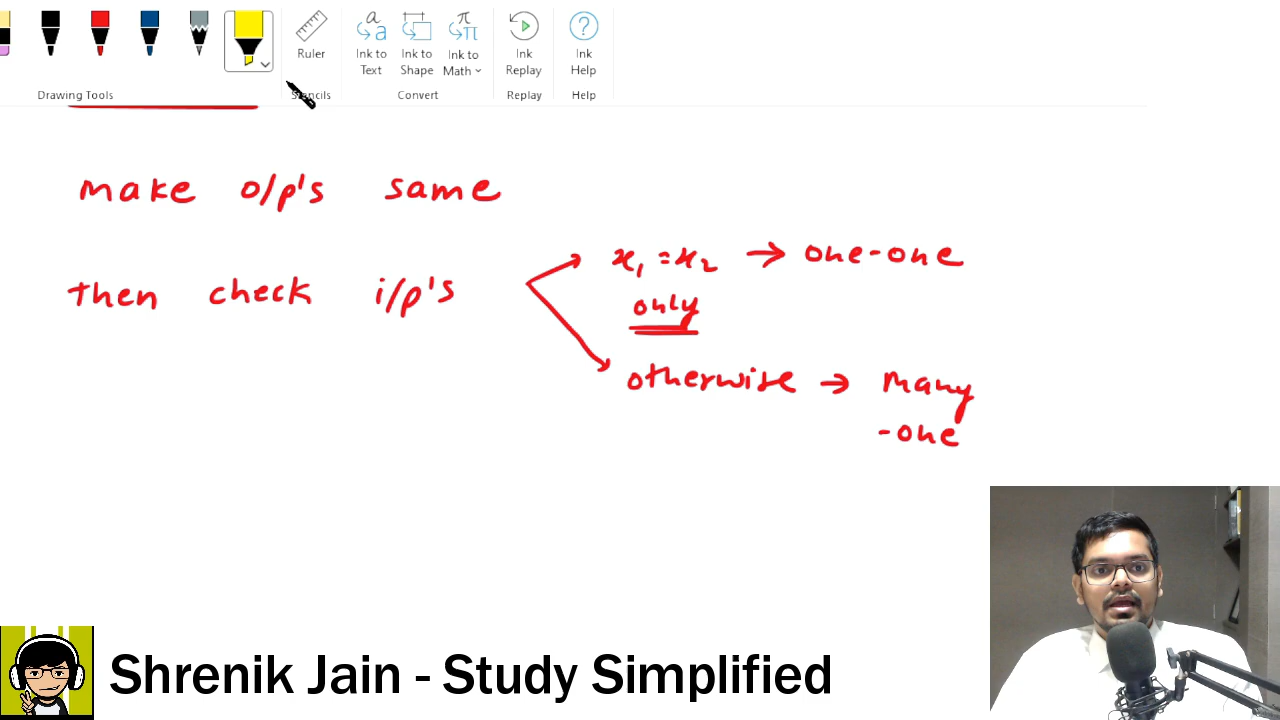 Ruler
Ink to Text
Ink to Shape
Ink to Math
Ink Replay
Ink Help
Drawing Tools
Stencils
Convert
Replay
Help
make o/p's same
x₁ = x₂ → one-one
then check i/p's
only
otherwise → many
-one
Shrenik Jain - Study Simplified